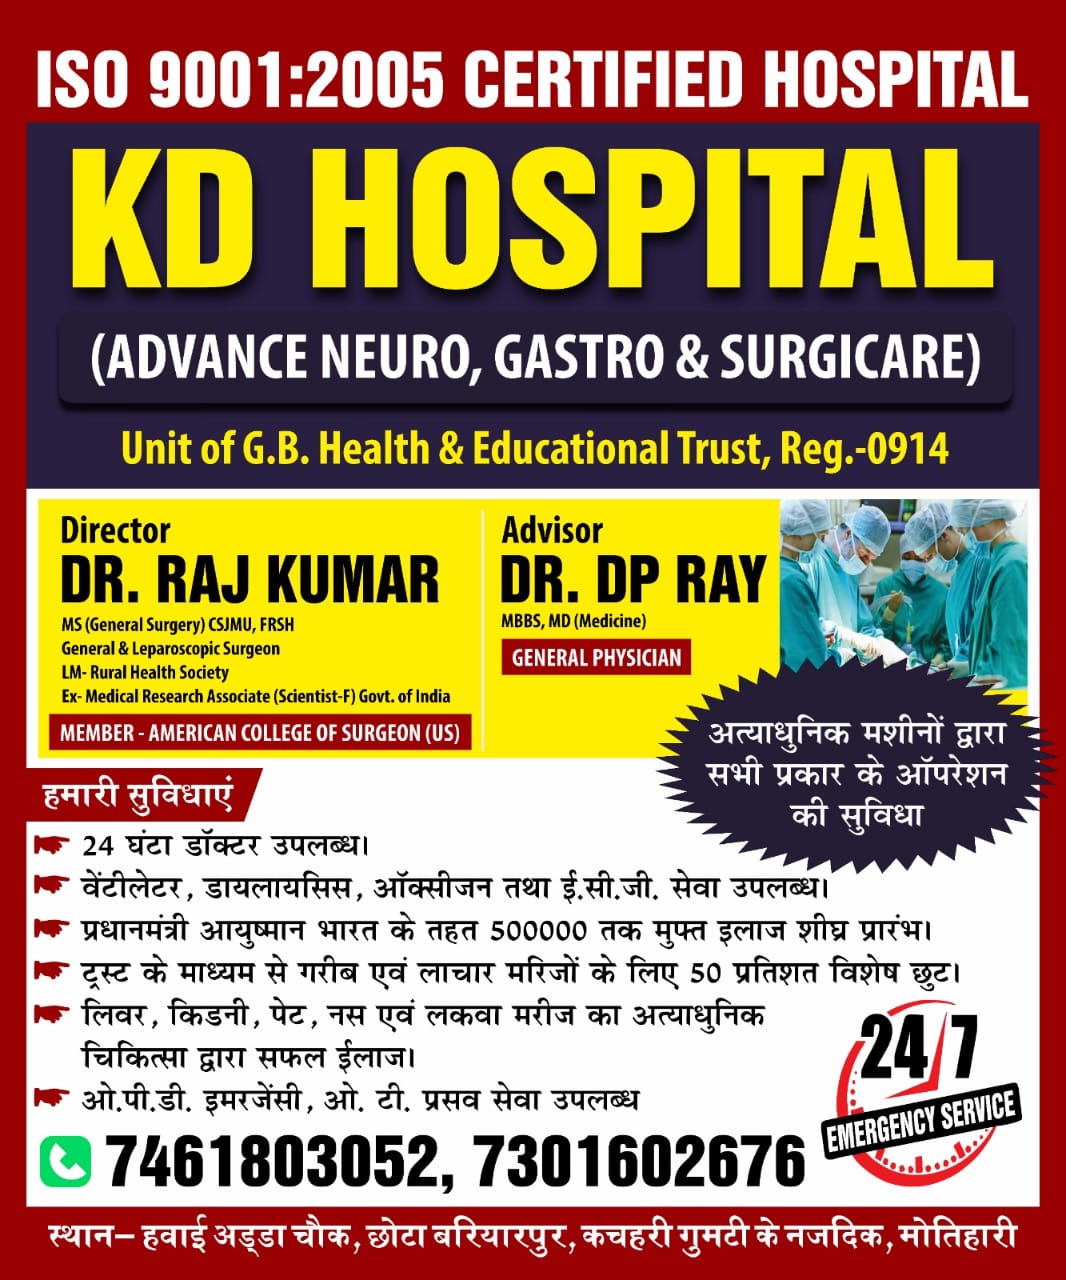 ISO 9001:2005 CERTIFIED HOSPITAL
KD HOSPITAL
(ADVANCE NEURO, GASTRO & SURGICARE)
Unit of G.B. Health & Educational Trust, Reg.-0914
Director
DR. RAJ KUMAR
MS (General Surgery) CSJMU, FRSH
General & Leparoscopic Surgeon
LM- Rural Health Society
Ex- Medical Research Associate (Scientist-F) Govt. of India
MEMBER - AMERICAN COLLEGE OF SURGEON (US)
Advisor
DR. DP RAY
MBBS, MD (Medicine)
GENERAL PHYSICIAN
अत्याधुनिक मशीनों द्वारा
सभी प्रकार के ऑपरेशन
की सुविधा
हमारी सुविधाएं
24 घंटा डॉक्टर उपलब्ध।
वेंटीलेटर, डायलायसिस, ऑक्सीजन तथा ई.सी.जी. सेवा उपलब्ध।
प्रधानमंत्री आयुष्मान भारत के तहत 500000 तक मुफ्त इलाज शीघ्र प्रारंभ।
ट्रस्ट के माध्यम से गरीब एवं लाचार मरिजों के लिए 50 प्रतिशत विशेष छुट।
लिवर, किडनी, पेट, नस एवं लकवा मरीज का अत्याधुनिक
चिकित्सा द्वारा सफल ईलाज।
ओ.पी.डी. इमरजेंसी, ओ. टी. प्रसव सेवा उपलब्ध
24/7
EMERGENCY SERVICE
7461803052, 7301602676
स्थान– हवाई अड्डा चौक, छोटा बरियारपुर, कचहरी गुमटी के नजदिक, मोतिहारी